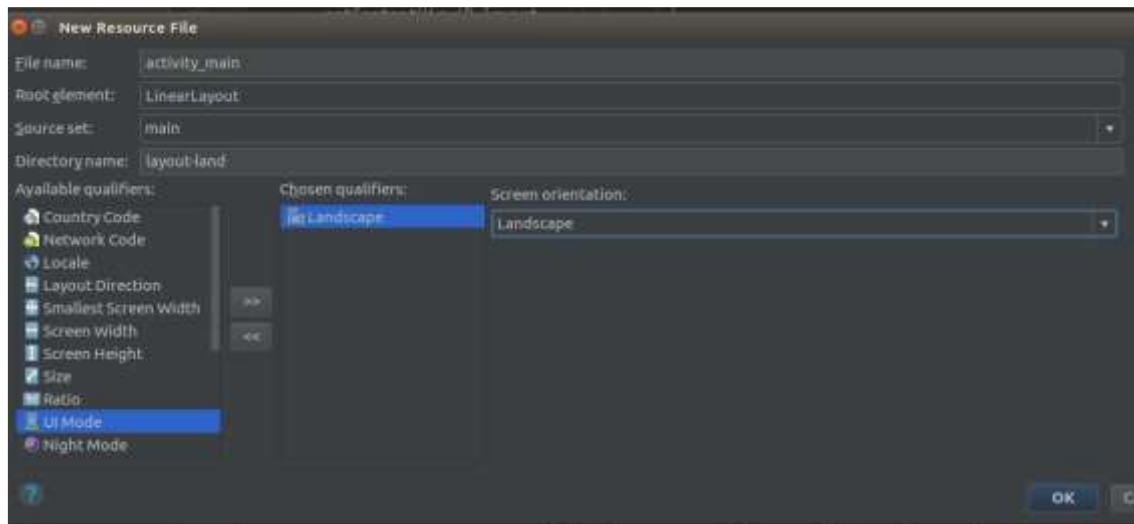 New Resource File
File name: activity_main
Root element: LinearLayout
Source set: main
Directory name: layout-land
Available qualifiers: Chosen qualifiers: Screen orientation:
Country Code Landscape Landscape
Network Code
Locale
Layout Direction
Smallest Screen Width
>>
Screen Width
<<
Screen Height
Size
Ratio
UI Mode
Night Mode
? OK C